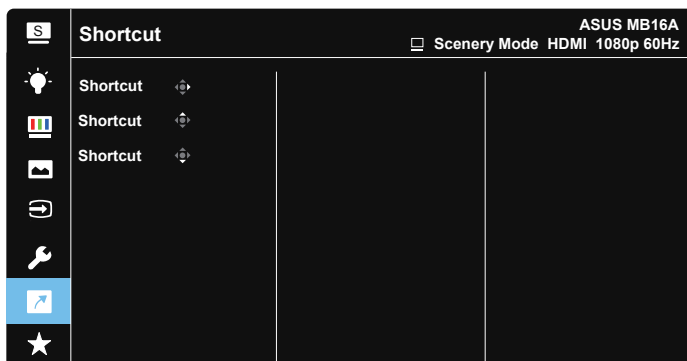 S
Shortcut
ASUS MB16A
Scenery Mode HDMI 1080p 60Hz
Shortcut
Shortcut
Shortcut